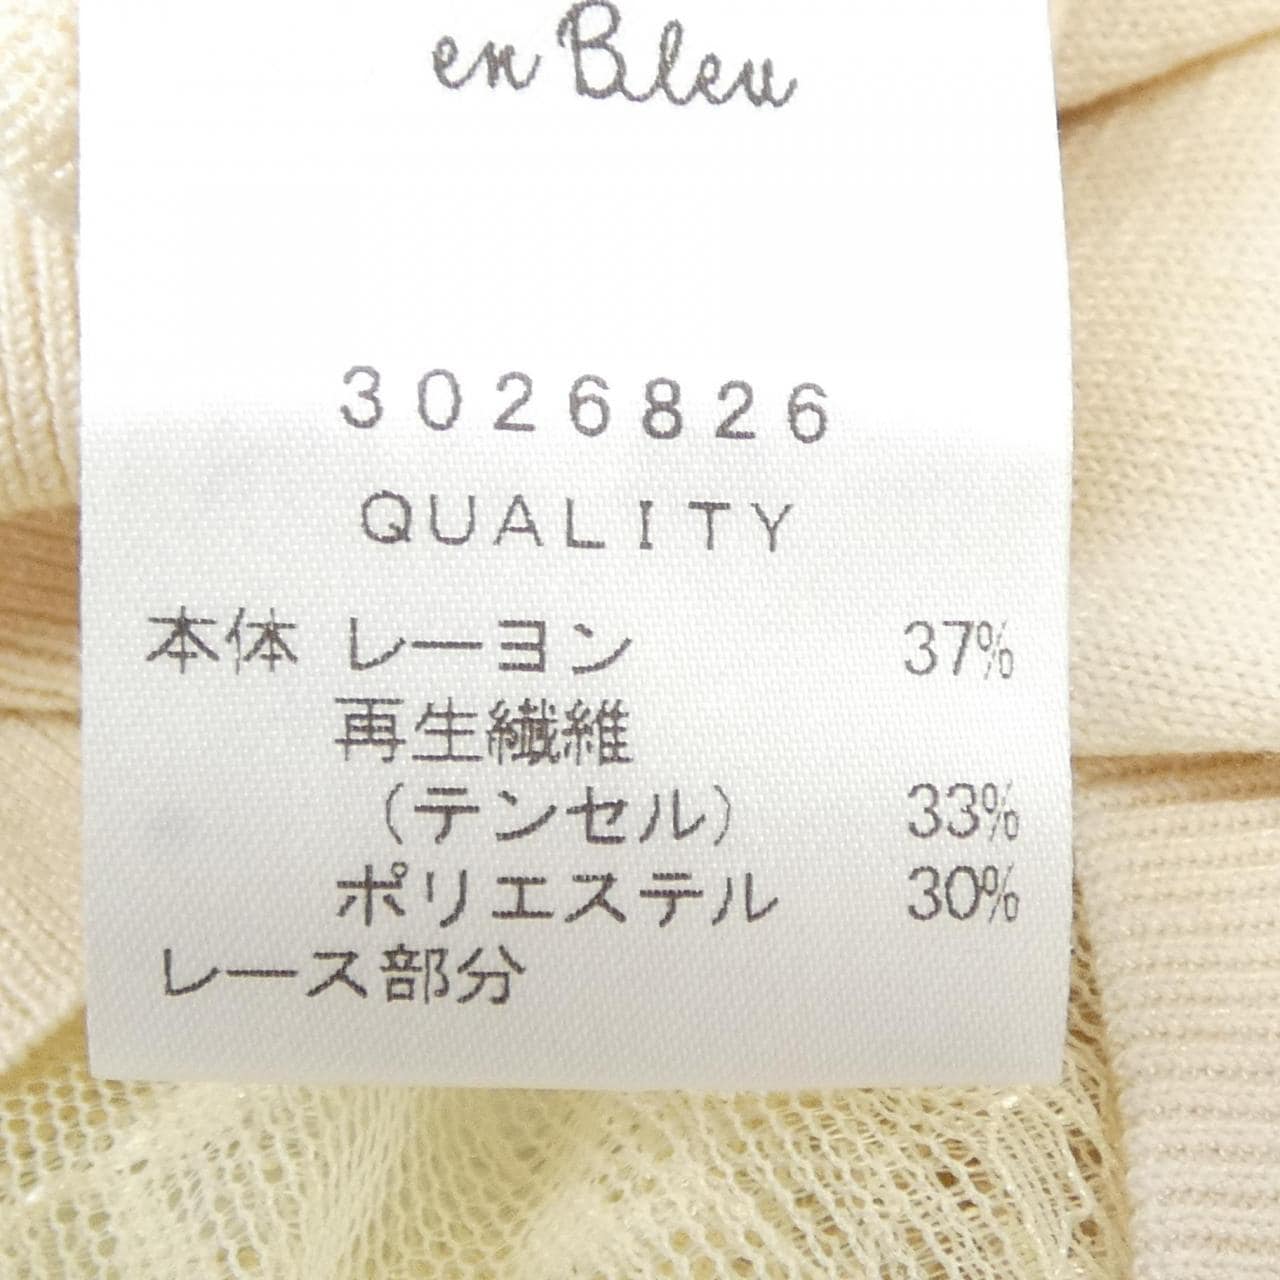 en Bleu
3026826
QUALITY
本体 レーヨン 37%
再生繊維
（テンセル） 33%
ポリエステル 30%
レース部分